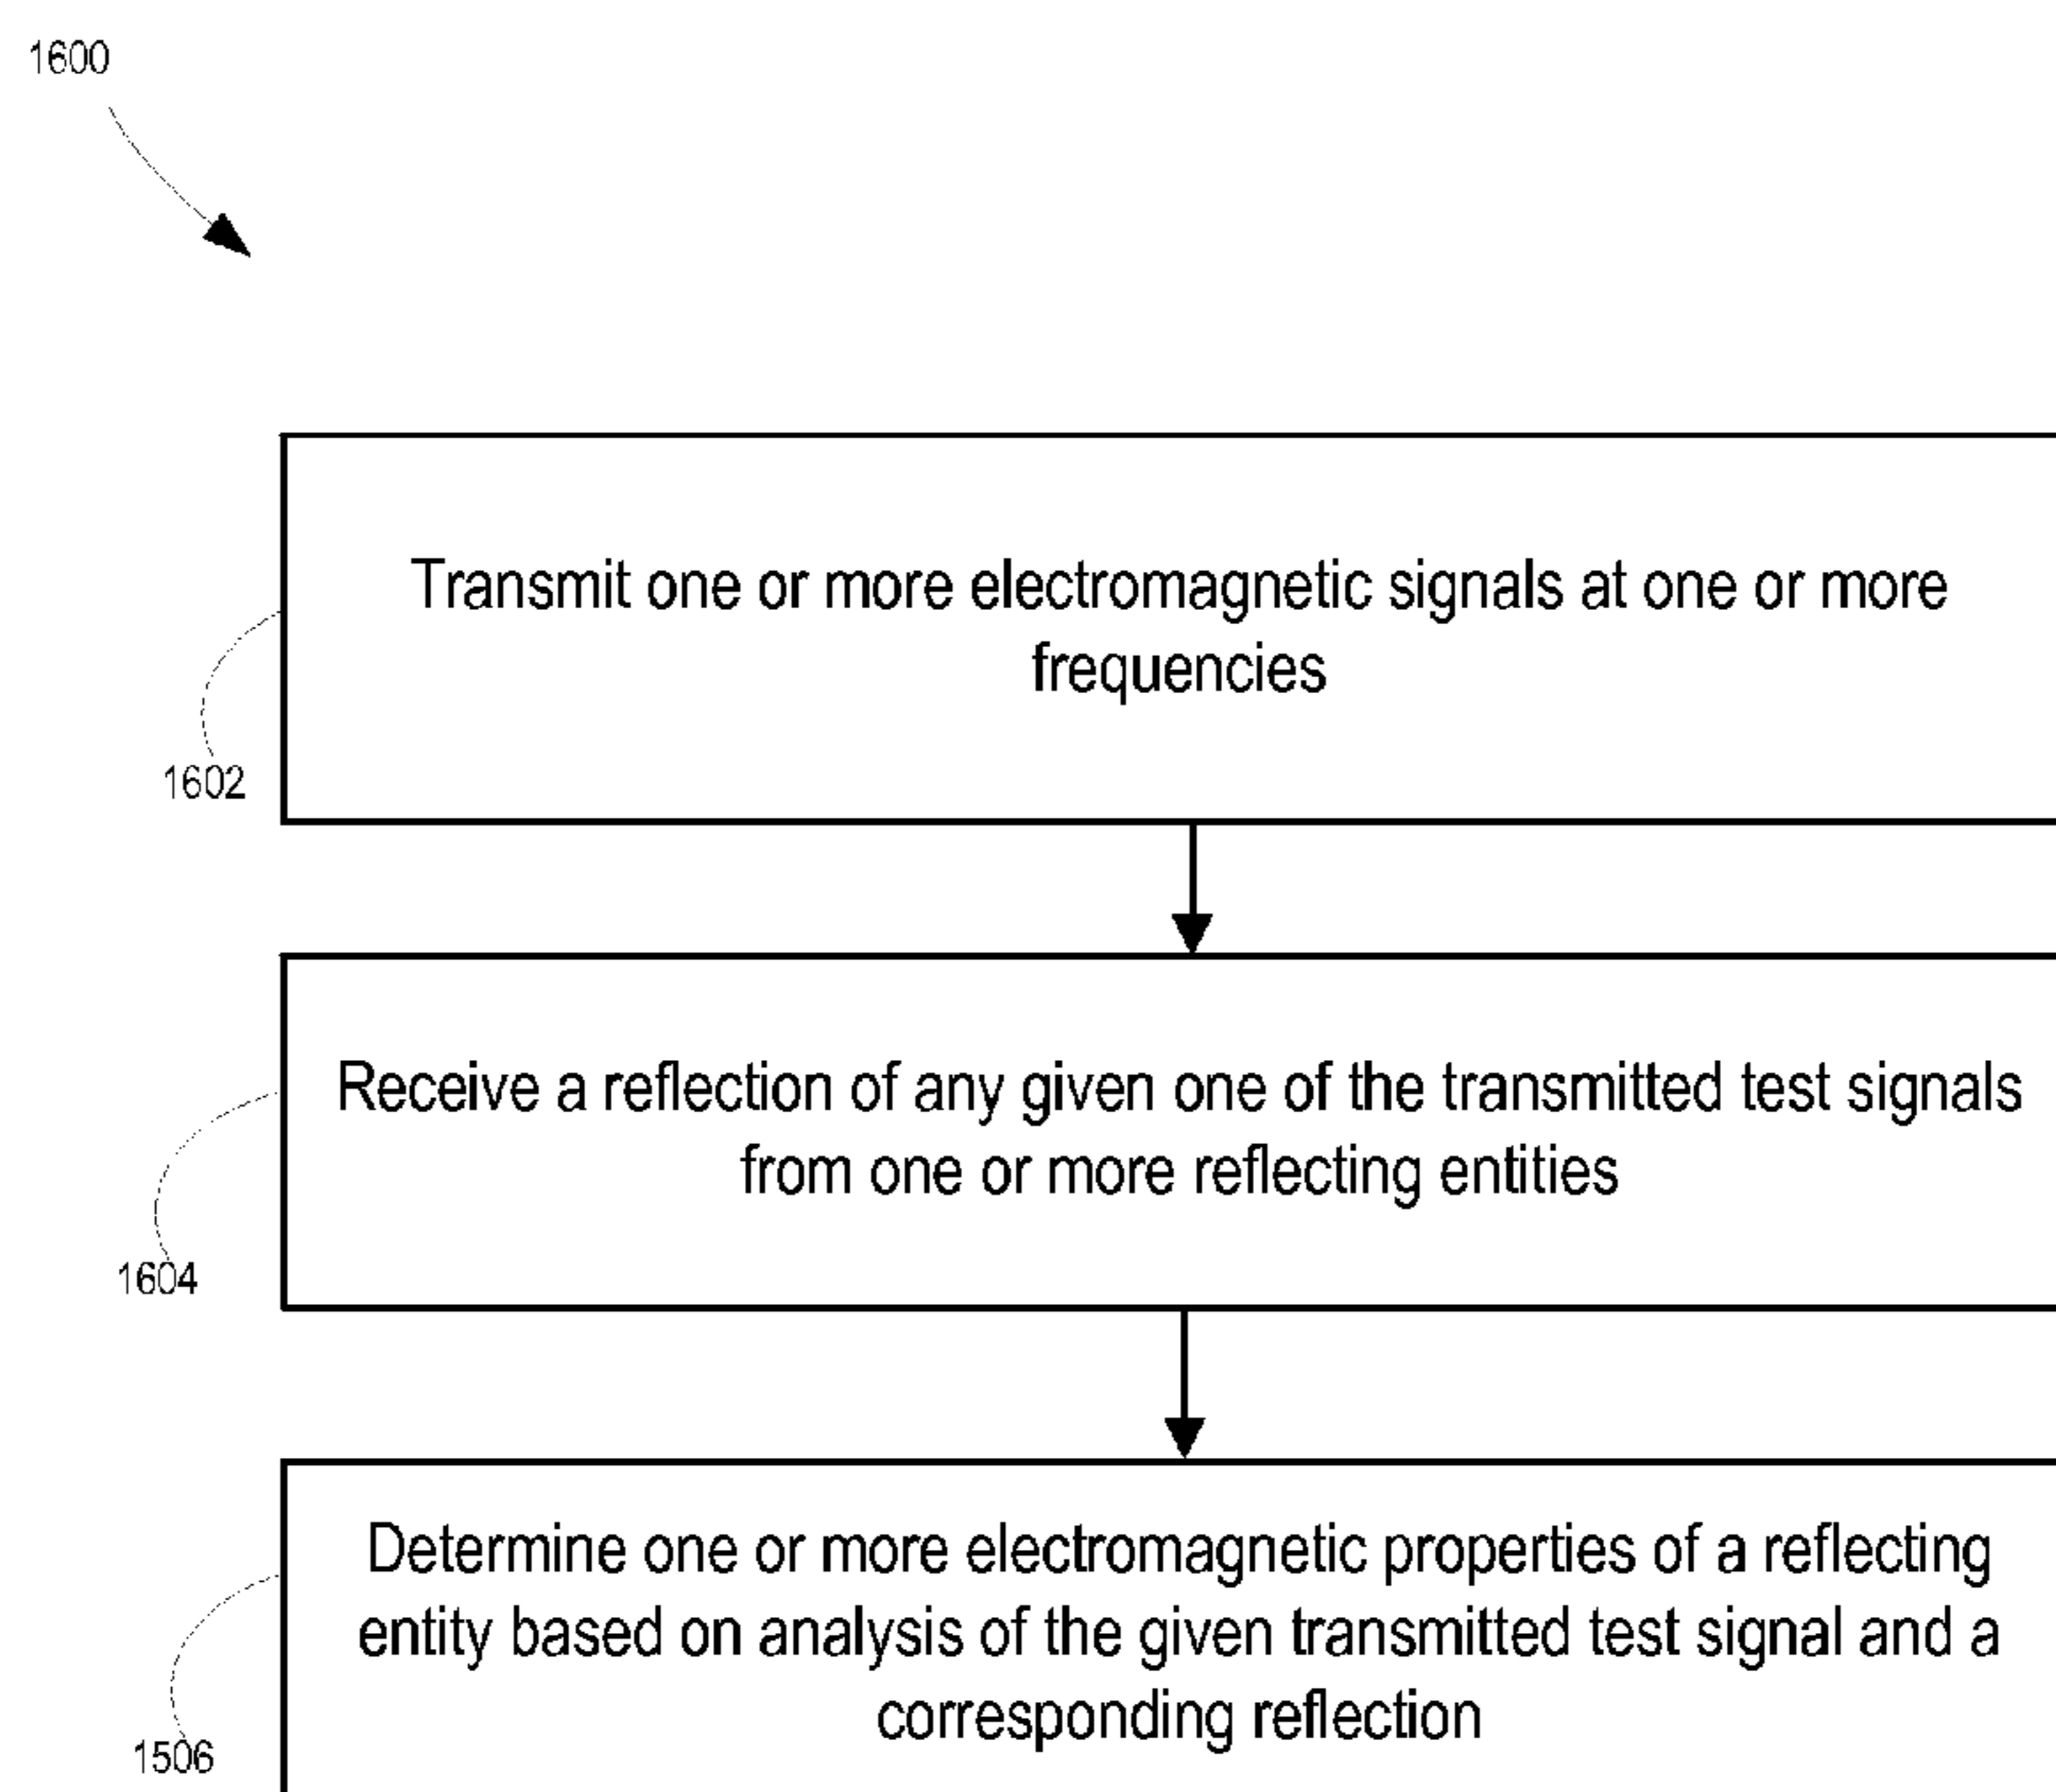 1600
Transmit one or more electromagnetic signals at one or more
frequencies
1602
Receive a reflection of any given one of the transmitted test signals
from one or more reflecting entities
1604
Determine one or more electromagnetic properties of a reflecting
entity based on analysis of the given transmitted test signal and a
corresponding reflection
1506